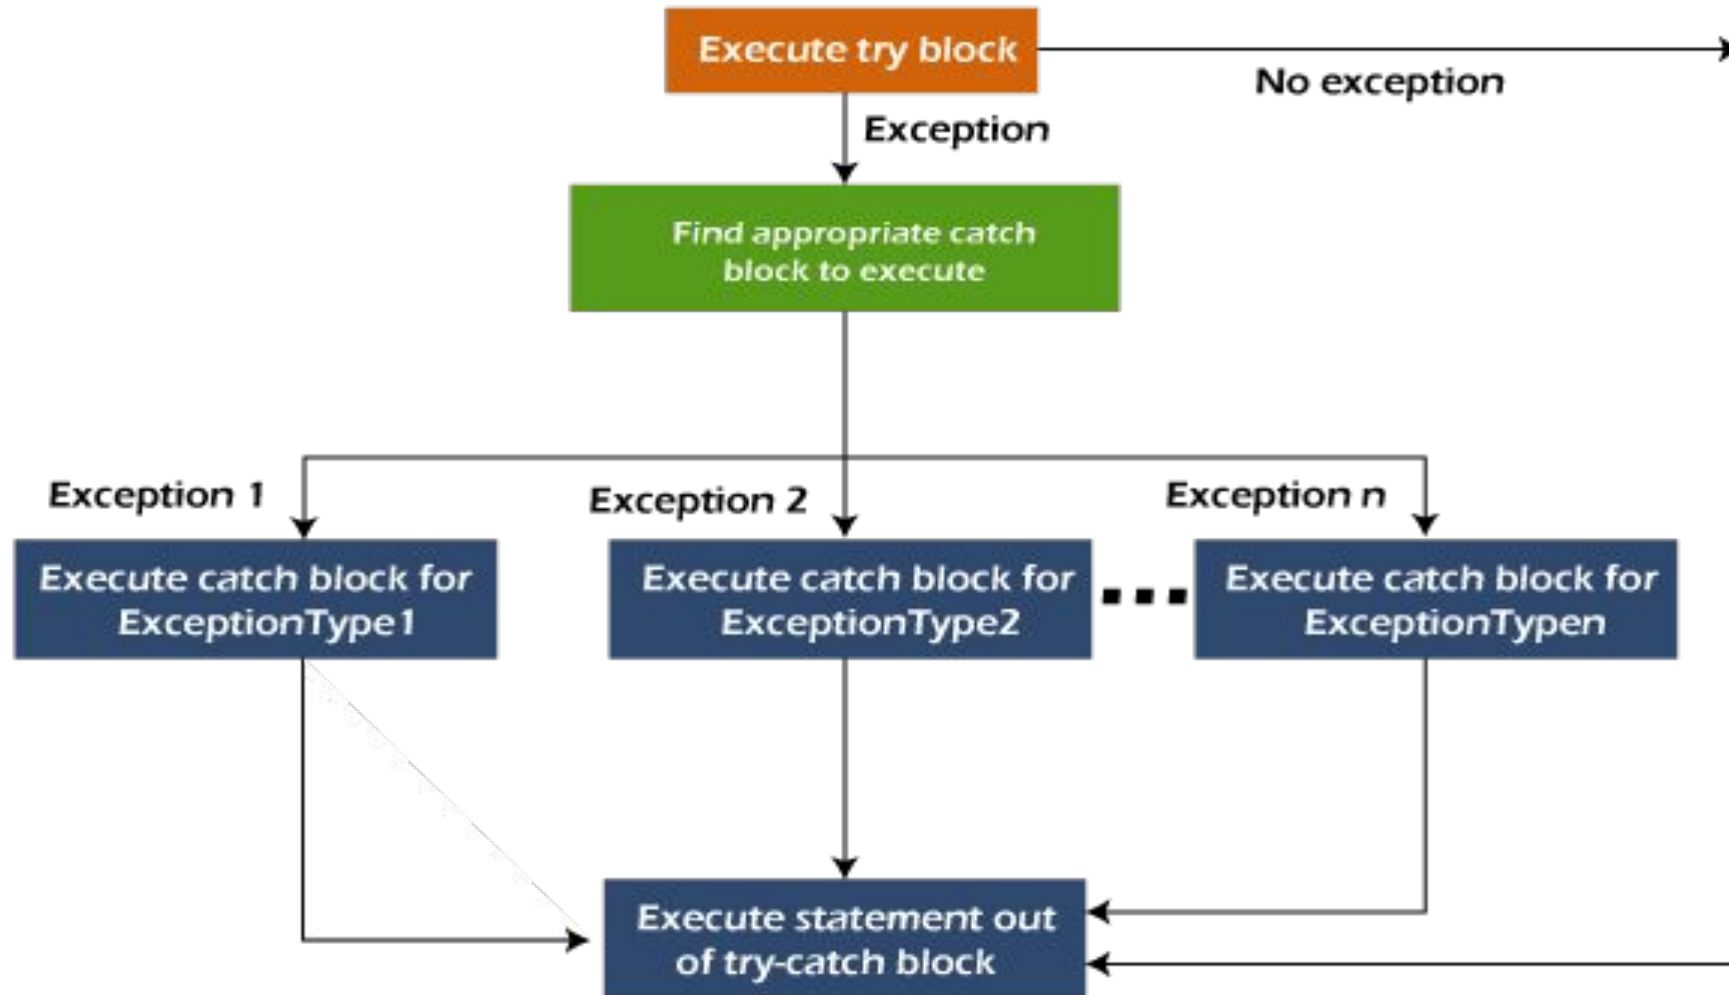 Execute try block
No exception
Exception
Find appropriate catch
block to execute
Exception 1
Exception 2
Exception n
Execute catch block for
ExceptionType1
Execute catch block for
ExceptionType2
Execute catch block for
ExceptionTypen
Execute statement out
of try-catch block